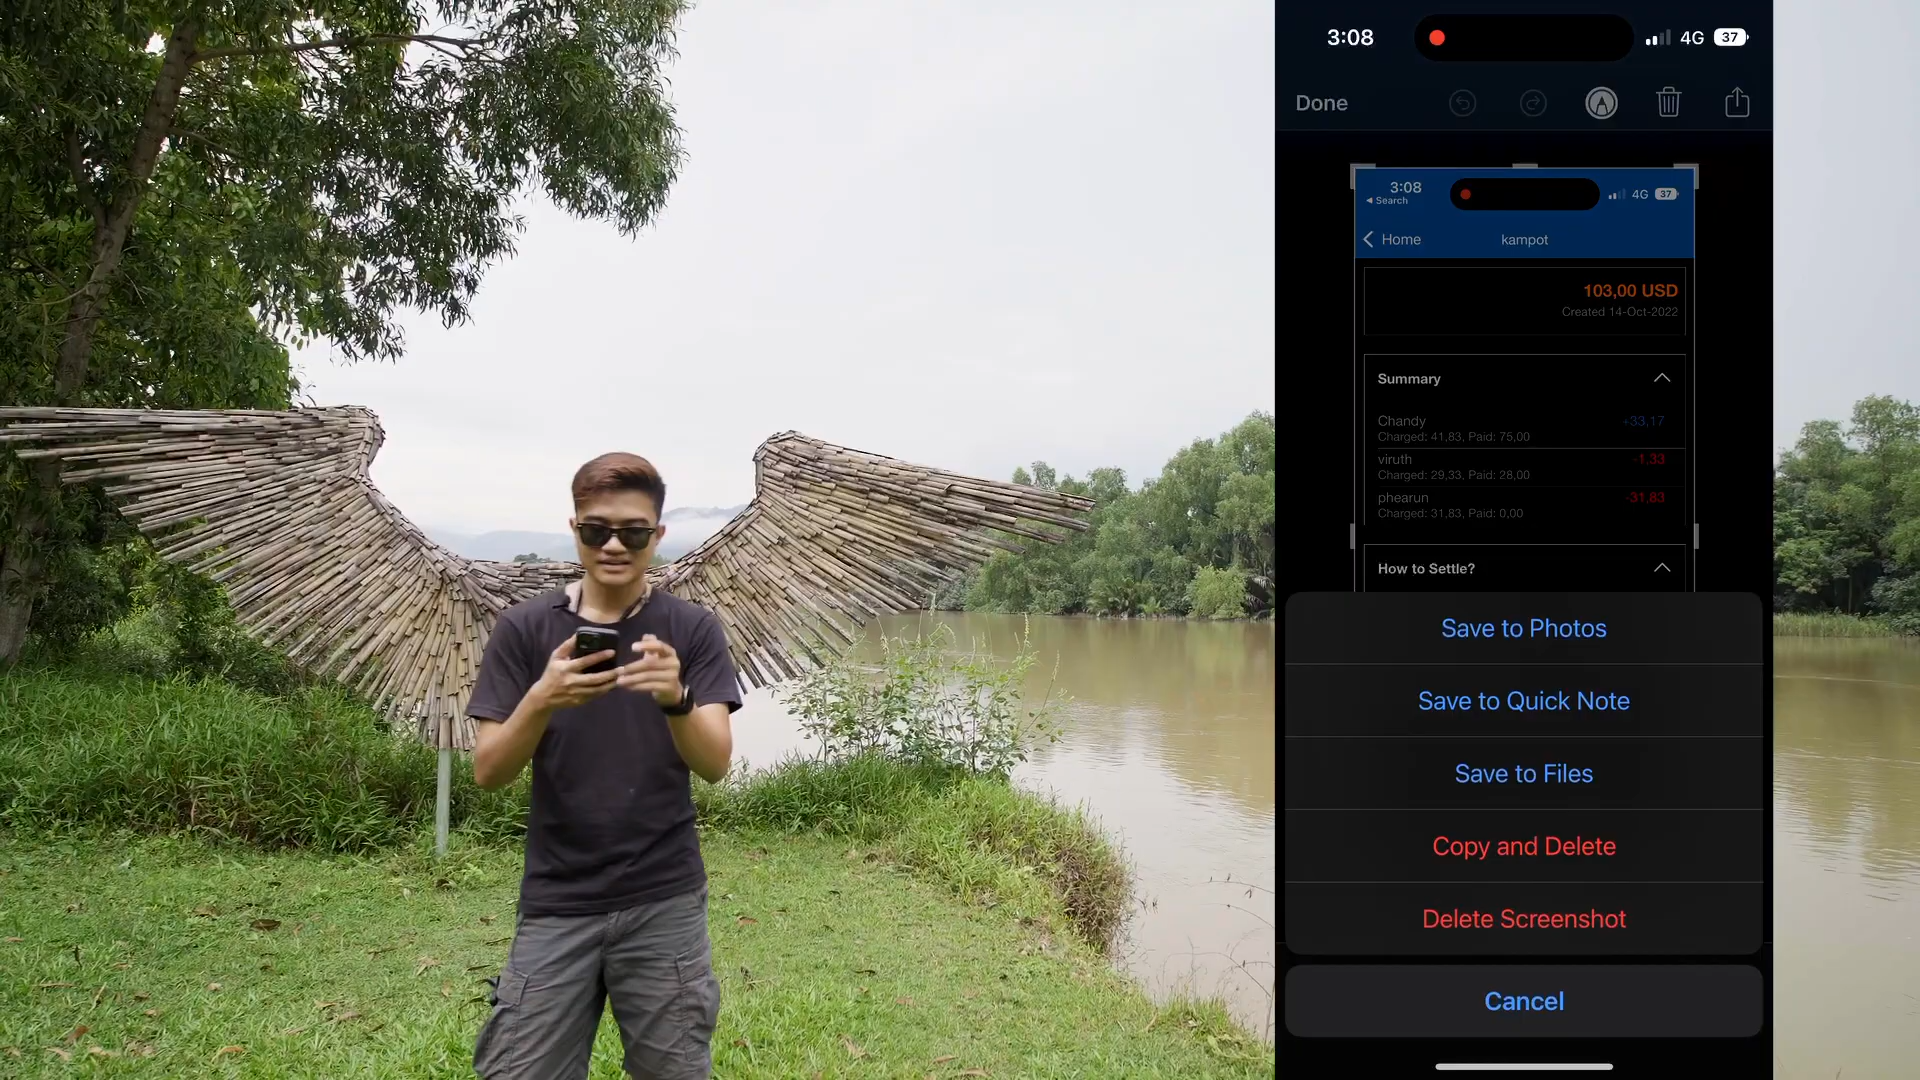 3:08
4G
37
Done
3:08
4G
37
◄ Search
Home
kampot
103,00 USD
Created 14-Oct-2022
Summary
Chandy
+33,17
Charged: 41,83, Paid: 75,00
viruth
-1,33
Charged: 29,33, Paid: 28,00
phearun
-31,83
Charged: 31,83, Paid: 0,00
How to Settle?
Save to Photos
Save to Quick Note
Save to Files
Copy and Delete
Delete Screenshot
Cancel